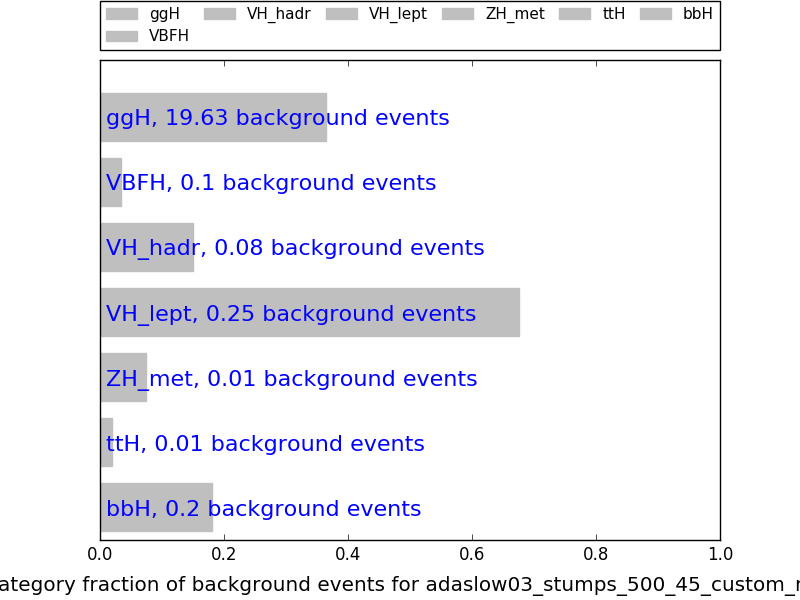 ggH VH_hadr VH_lept ZH_met ttH bbH
VBFH
ggH, 19.63 background events
VBFH, 0.1 background events
VH_hadr, 0.08 background events
VH_lept, 0.25 background events
ZH_met, 0.01 background events
ttH, 0.01 background events
bbH, 0.2 background events
0.0 0.2 0.4 0.6 0.8 1.0
ategory fraction of background events for adaslow03_stumps_500_45_custom_